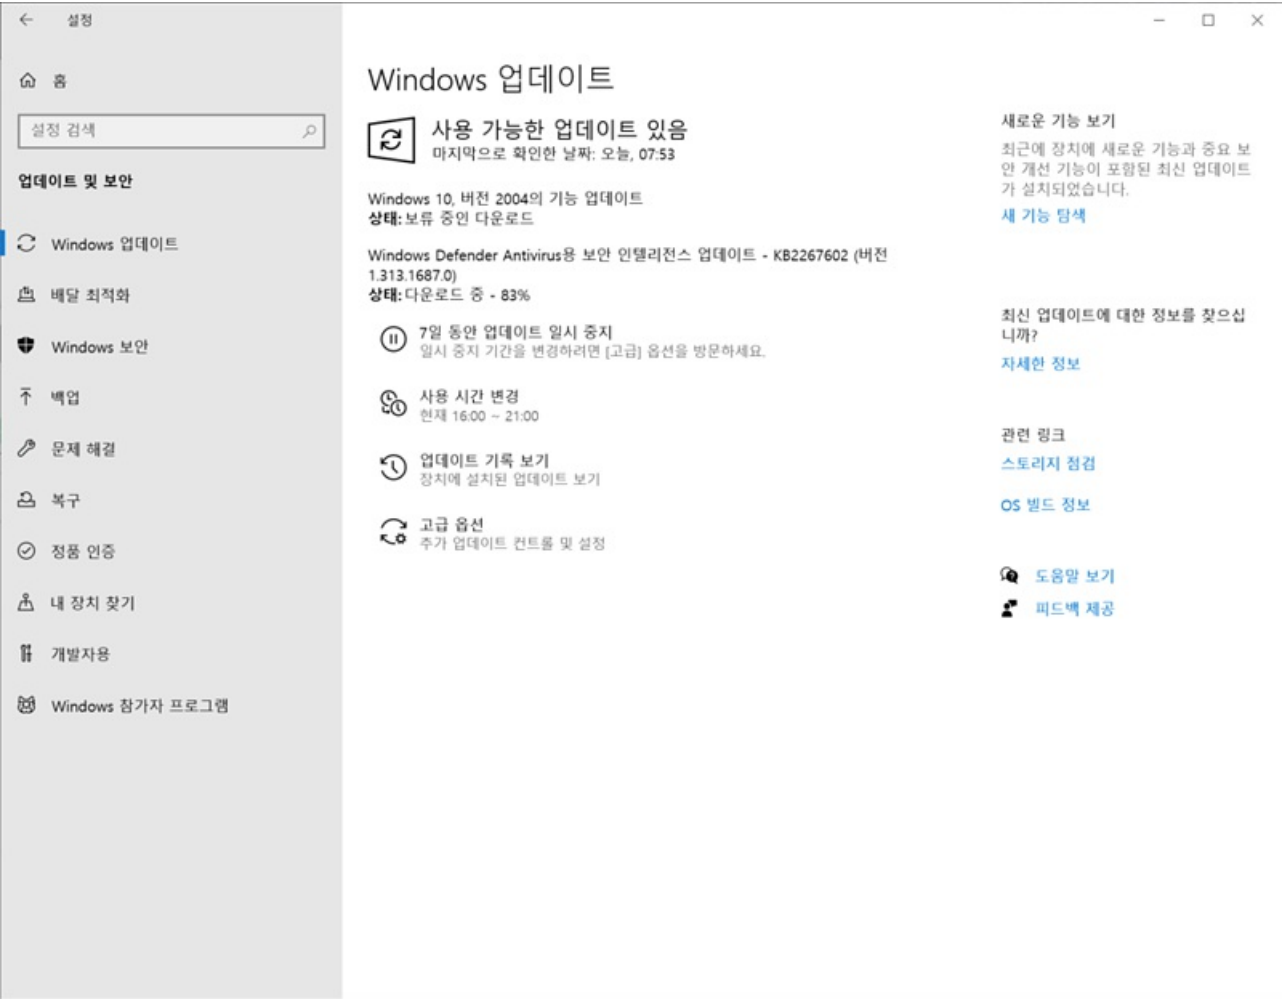 설정
홈
설정 검색
업데이트 및 보안
Windows 업데이트
배달 최적화
Windows 보안
백업
문제 해결
복구
정품 인증
내 장치 찾기
개발자용
Windows 참가자 프로그램
Windows 업데이트
사용 가능한 업데이트 있음
마지막으로 확인한 날짜: 오늘, 07:53
Windows 10, 버전 2004의 기능 업데이트
상태: 보류 중인 다운로드
Windows Defender Antivirus용 보안 인텔리전스 업데이트 - KB2267602 (버전
1.313.1687.0)
상태: 다운로드 중 - 83%
7일 동안 업데이트 일시 중지
일시 중지 기간을 변경하려면 [고급] 옵션을 방문하세요.
사용 시간 변경
현재 16:00 ~ 21:00
업데이트 기록 보기
장치에 설치된 업데이트 보기
고급 옵션
추가 업데이트 컨트롤 및 설정
새로운 기능 보기
최근에 장치에 새로운 기능과 중요 보
안 개선 기능이 포함된 최신 업데이트
가 설치되었습니다.
새 기능 탐색
최신 업데이트에 대한 정보를 찾으십
니까?
자세한 정보
관련 링크
스토리지 점검
OS 빌드 정보
도움말 보기
피드백 제공